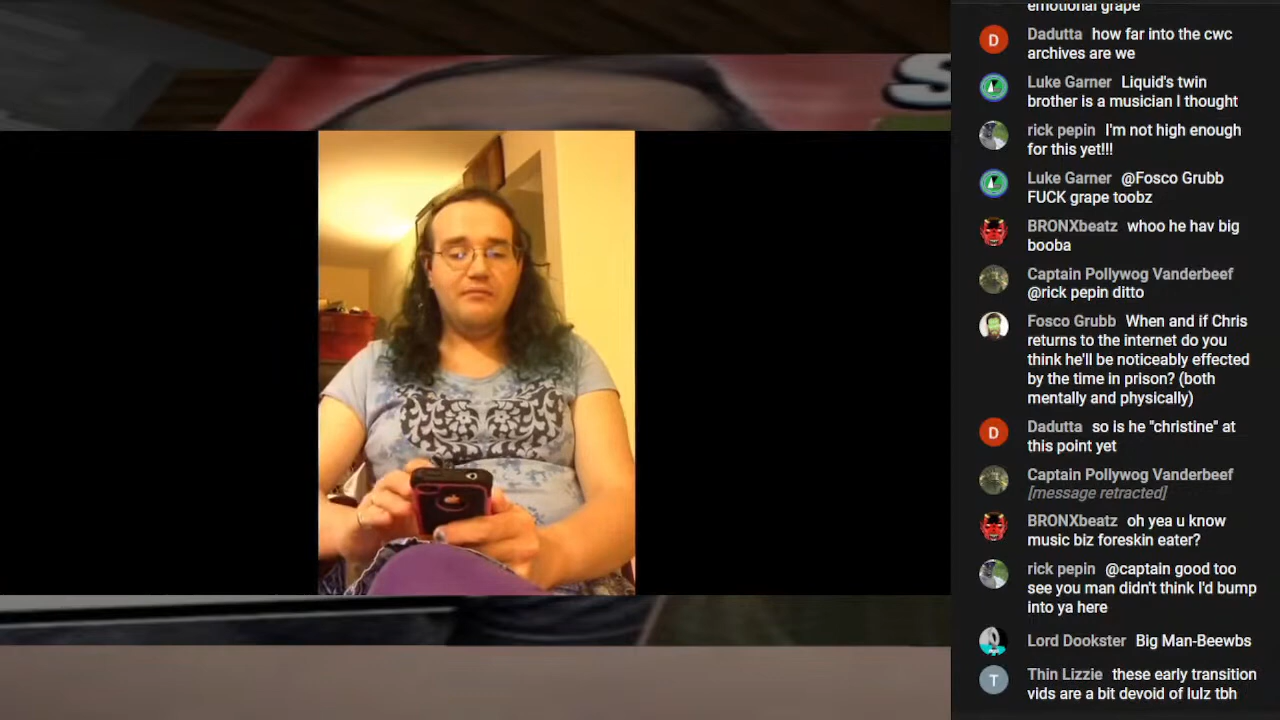 emotional grape
S
D Dadutta how far into the cwc
archives are we
Luke Garner Liquid's twin
brother is a musician I thought
rick pepin I'm not high enough
for this yet!!!
Luke Garner @Fosco Grubb
FUCK grape toobz
BRONXbeatz whoo he hav big
booba
Captain Pollywog Vanderbeef
@rick pepin ditto
Fosco Grubb When and if Chris
returns to the internet do you
think he'll be noticeably effected
by the time in prison? (both
mentally and physically)
D Dadutta so is he "christine" at
this point yet
Captain Pollywog Vanderbeef
[message retracted]
BRONXbeatz oh yea u know
music biz foreskin eater?
rick pepin @captain good too
see you man didn't think I'd bump
into ya here
Lord Dookster Big Man-Beewbs
T Thin Lizzie these early transition
vids are a bit devoid of lulz tbh